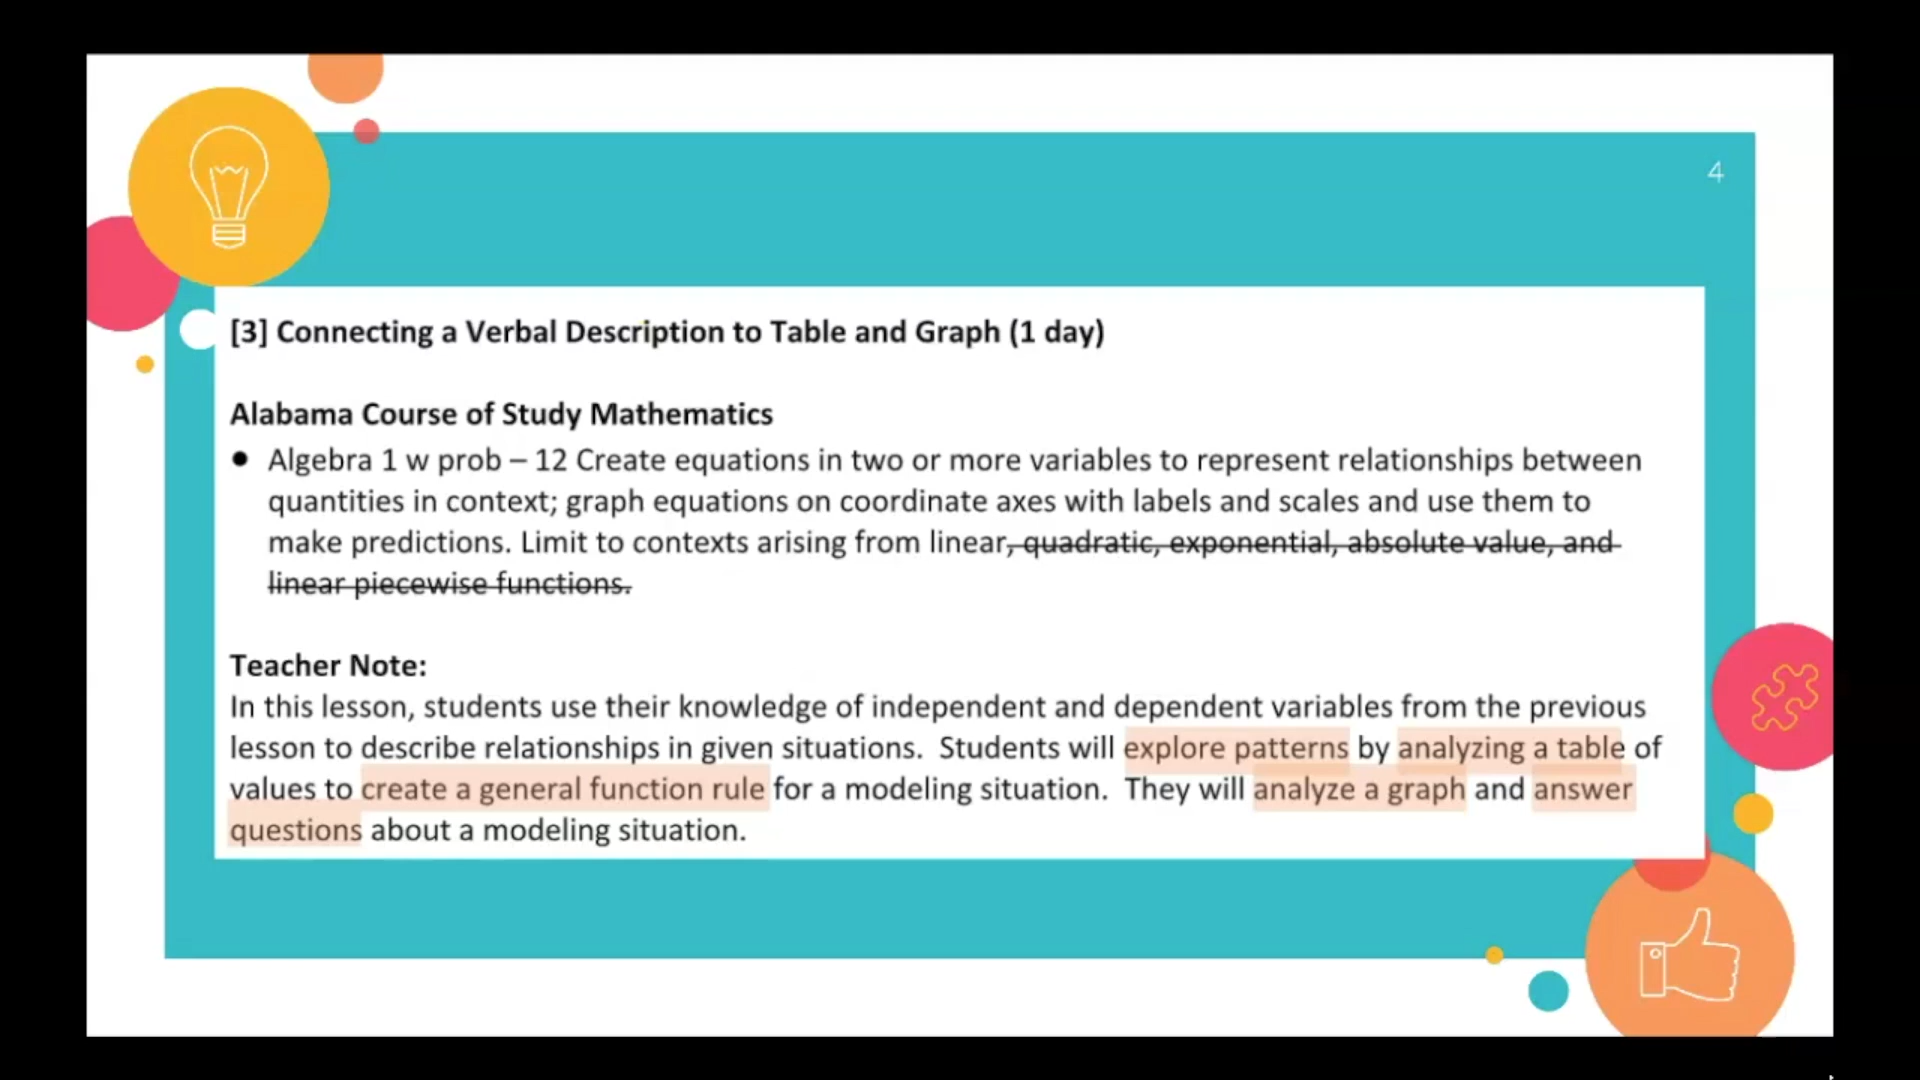 4
[3] Connecting a Verbal Description to Table and Graph (1 day)
Alabama Course of Study Mathematics
● Algebra 1 w prob – 12 Create equations in two or more variables to represent relationships between
quantities in context; graph equations on coordinate axes with labels and scales and use them to
make predictions. Limit to contexts arising from linear, quadratic, exponential, absolute value, and
linear piecewise functions.
Teacher Note:
In this lesson, students use their knowledge of independent and dependent variables from the previous
lesson to describe relationships in given situations.  Students will explore patterns by analyzing a table of
values to create a general function rule for a modeling situation.  They will analyze a graph and answer
questions about a modeling situation.